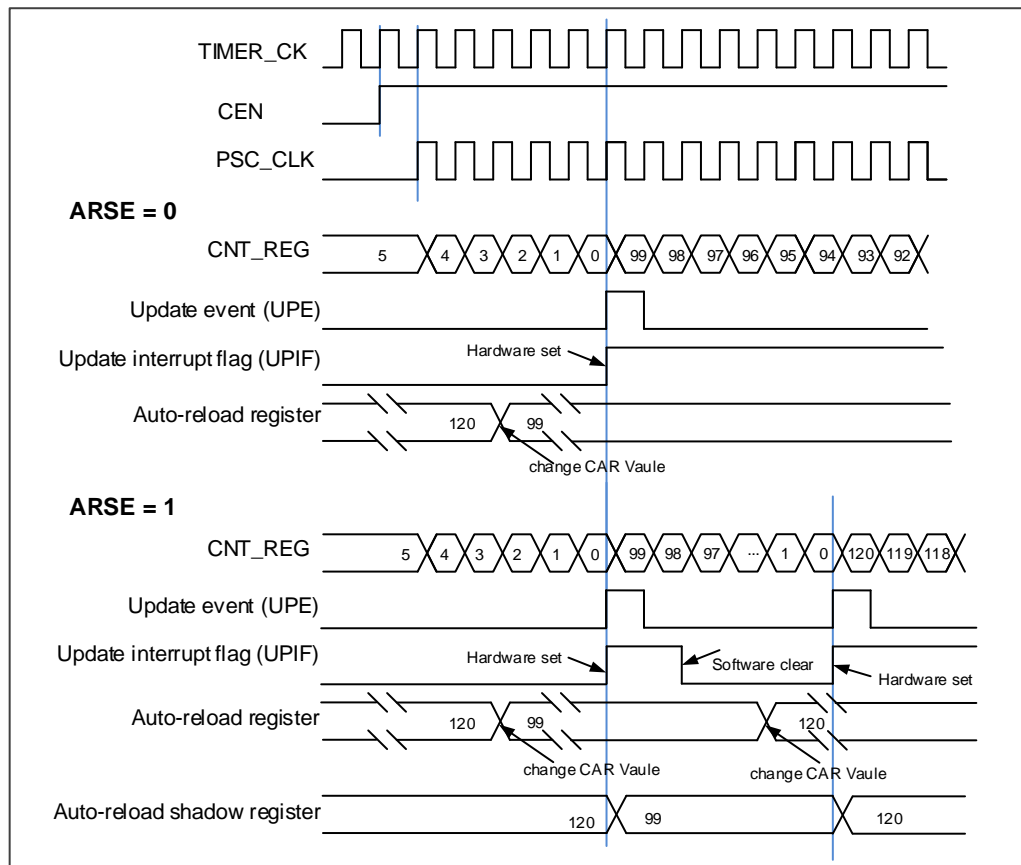 TIMER_CK
CEN
PSC_CLK
ARSE = 0
CNT_REG 5 4 3 2 1 0 99 98 97 96 95 94 93 92
Update event (UPE)
Update interrupt flag (UPIF) Hardware set
Auto-reload register 120 99
change CAR Vaule
ARSE = 1
CNT_REG 5 4 3 2 1 0 99 98 97 ... 1 0 120 119 118
Update event (UPE)
Update interrupt flag (UPIF) Hardware set Software clear Hardware set
Auto-reload register 120 99 120
change CAR Vaule change CAR Vaule
Auto-reload shadow register 120 99 120